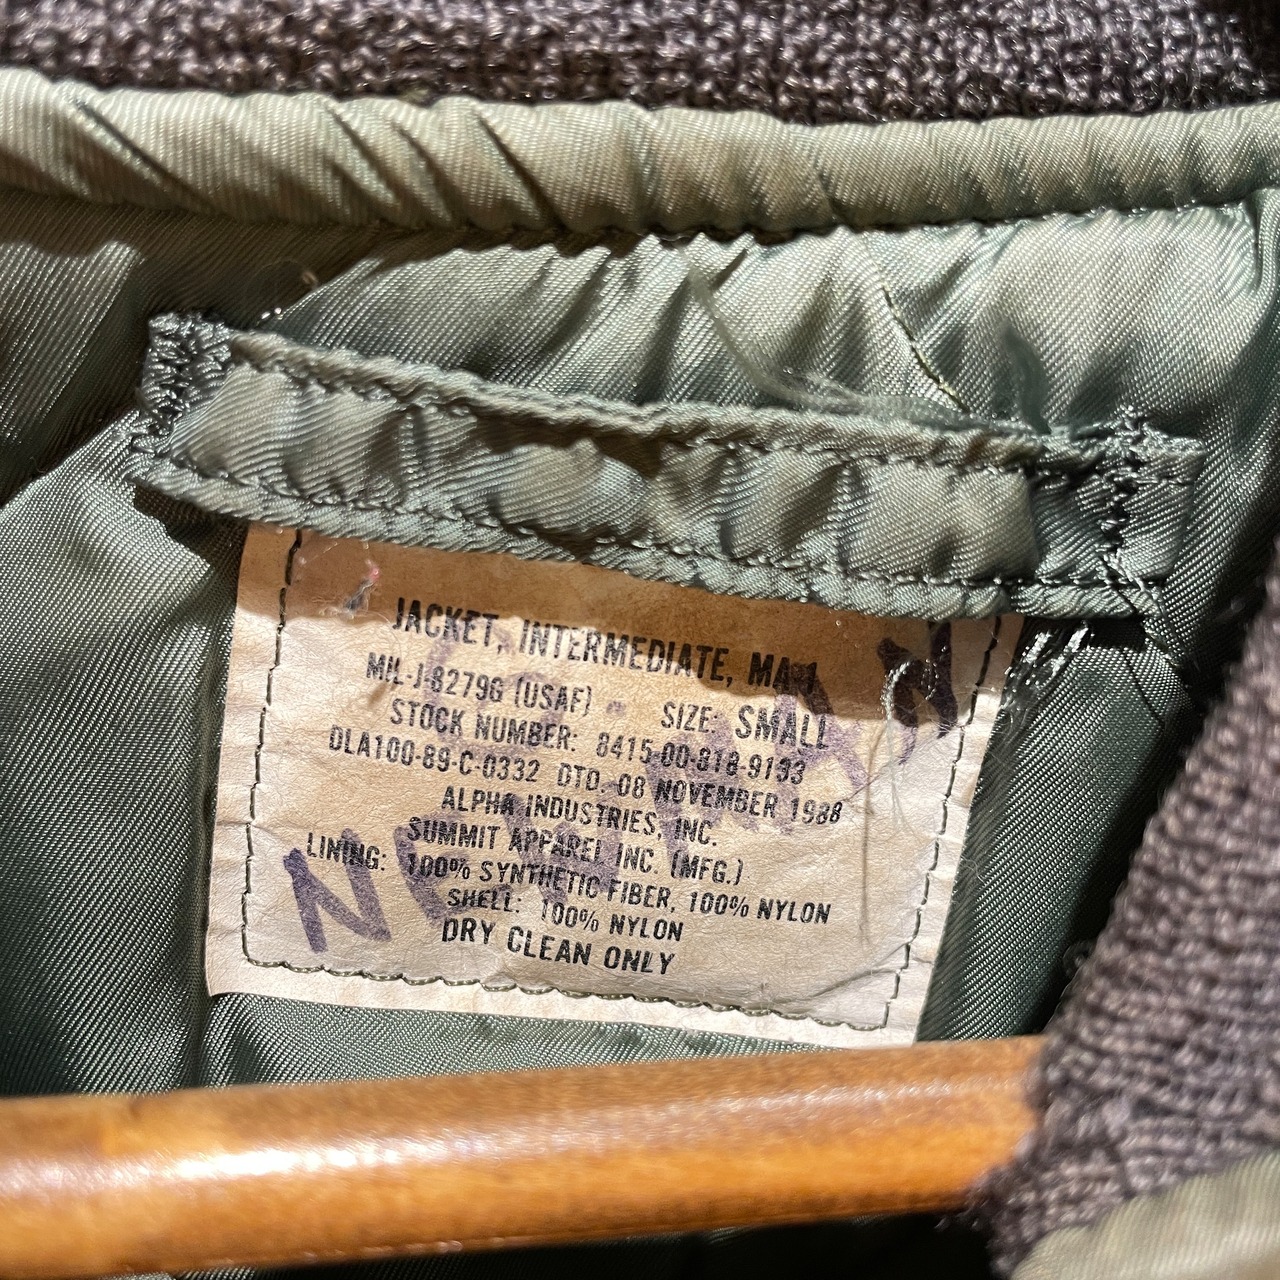 JACKET, INTERMEDIATE, MA-1
MIL-J-8279G (USAF) SIZE: SMALL
STOCK NUMBER: 8415-00-818-9193
DLA100-89-C-0332 DTD. 08 NOVEMBER 1988
ALPHA INDUSTRIES, INC.
SUMMIT APPAREL INC. (MFG.)
LINING: 100% SYNTHETIC FIBER, 100% NYLON
SHELL: 100% NYLON
DRY CLEAN ONLY